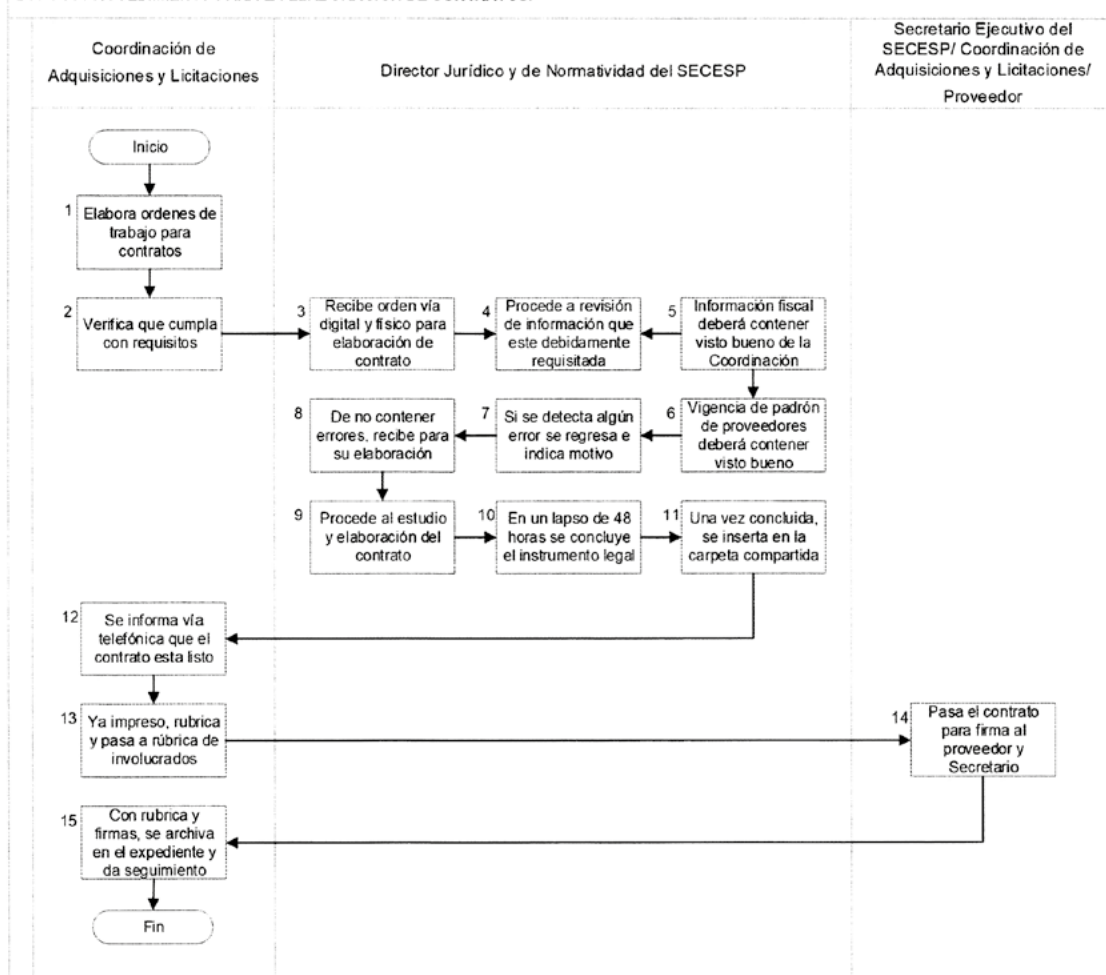 Coordinación de
Adquisiciones y Licitaciones
Director Jurídico y de Normatividad del SECESP
Secretario Ejecutivo del
SECESP/ Coordinación de
Adquisiciones y Licitaciones/
Proveedor
Inicio
1
Elabora ordenes de
trabajo para
contratos
2
Verifica que cumpla
con requisitos
3
Recibe orden vía
digital y físico para
elaboración de
contrato
4
Procede a revisión
de información que
este debidamente
requisitada
5
Información fiscal
deberá contener
visto bueno de la
Coordinación
8
De no contener
errores, recibe para
su elaboración
7
Si se detecta algún
error se regresa e
indica motivo
6
Vigencia de padrón
de proveedores
deberá contener
visto bueno
9
Procede al estudio
y elaboración del
contrato
10
En un lapso de 48
horas se concluye
el instrumento legal
11
Una vez concluida,
se inserta en la
carpeta compartida
12
Se informa vía
telefónica que el
contrato esta listo
13
Ya impreso, rubrica
y pasa a rúbrica de
involucrados
14
Pasa el contrato
para firma al
proveedor y
Secretario
15
Con rubrica y
firmas, se archiva
en el expediente y
da seguimiento
Fin